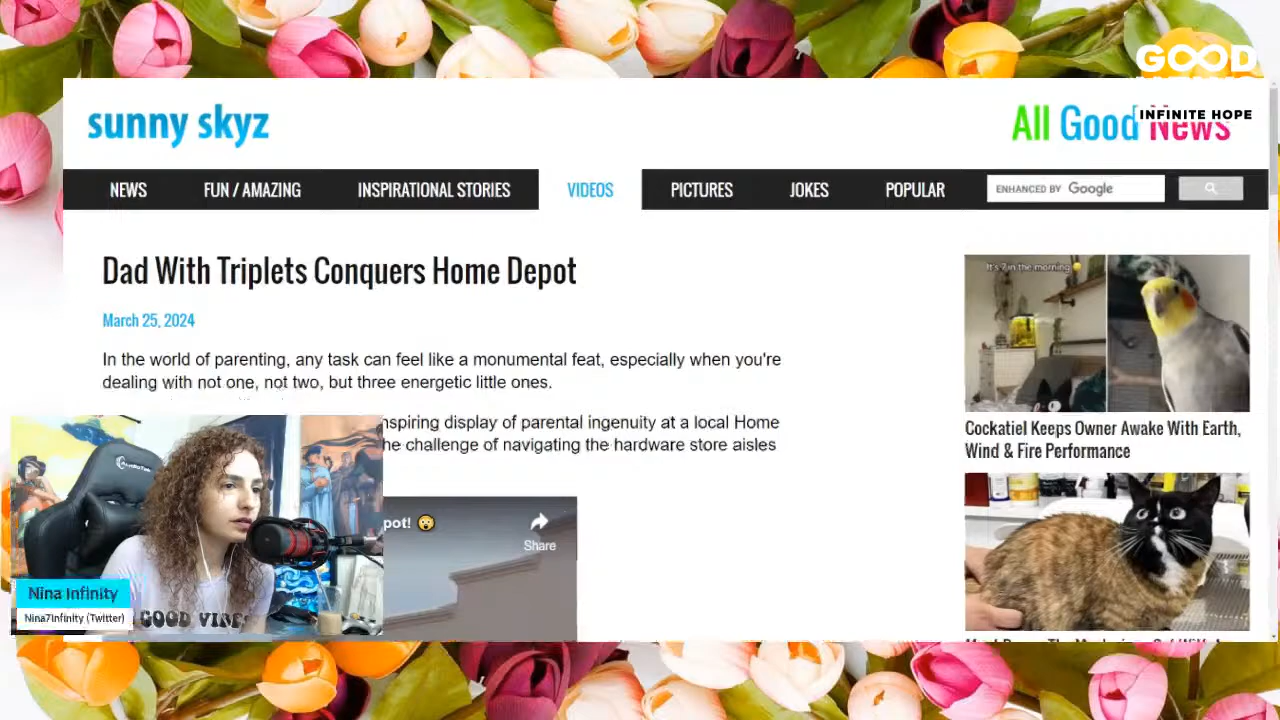 GOOD
INFINITE HOPE
sunny skyz
All Good News
NEWS
FUN / AMAZING
INSPIRATIONAL STORIES
VIDEOS
PICTURES
JOKES
POPULAR
ENHANCED BY Google
Dad With Triplets Conquers Home Depot
March 25, 2024
In the world of parenting, any task can feel like a monumental feat, especially when you're
dealing with not one, not two, but three energetic little ones.
nspiring display of parental ingenuity at a local Home
he challenge of navigating the hardware store aisles
pot! 😲
Share
It's 7 in the morning
Cockatiel Keeps Owner Awake With Earth,
Wind & Fire Performance
Nina Infinity
Nina7Infinity (Twitter)
GOOD VIBES